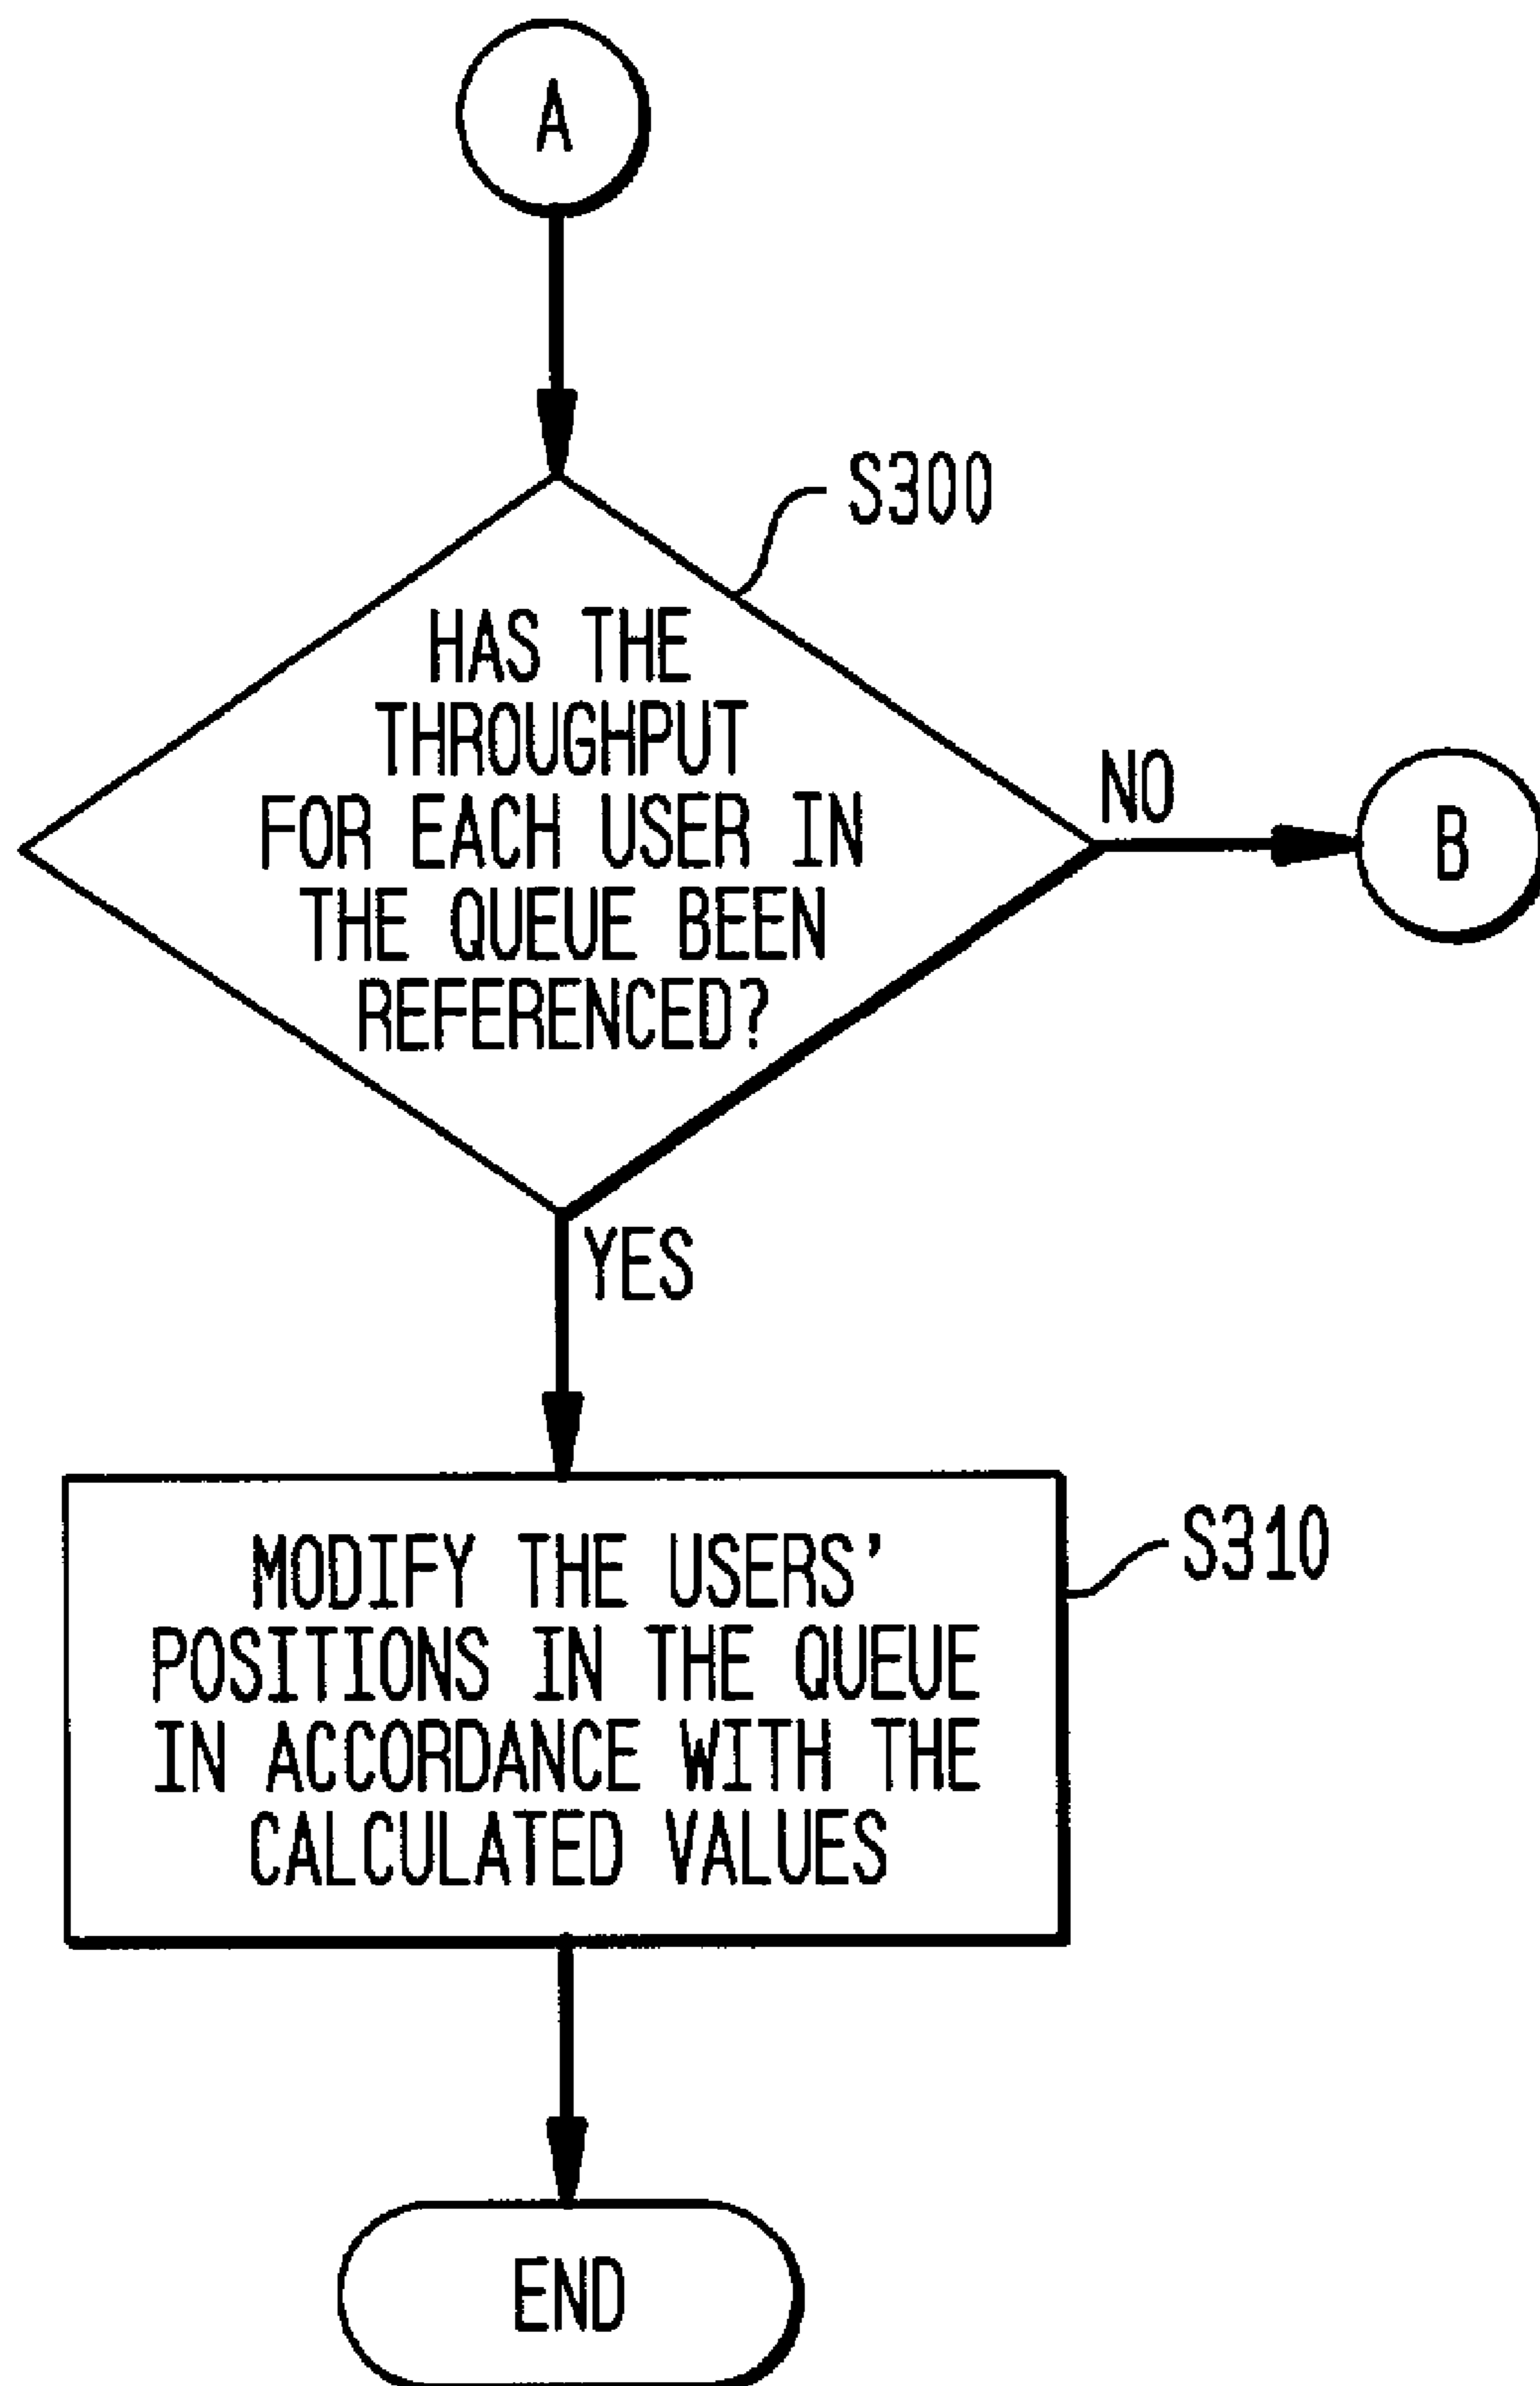 A
S300
HAS THE
THROUGHPUT
FOR EACH USER IN
THE QUEUE BEEN
REFERENCED?
NO
B
YES
MODIFY THE USERS'
POSITIONS IN THE QUEUE
IN ACCORDANCE WITH THE
CALCULATED VALUES
S310
END